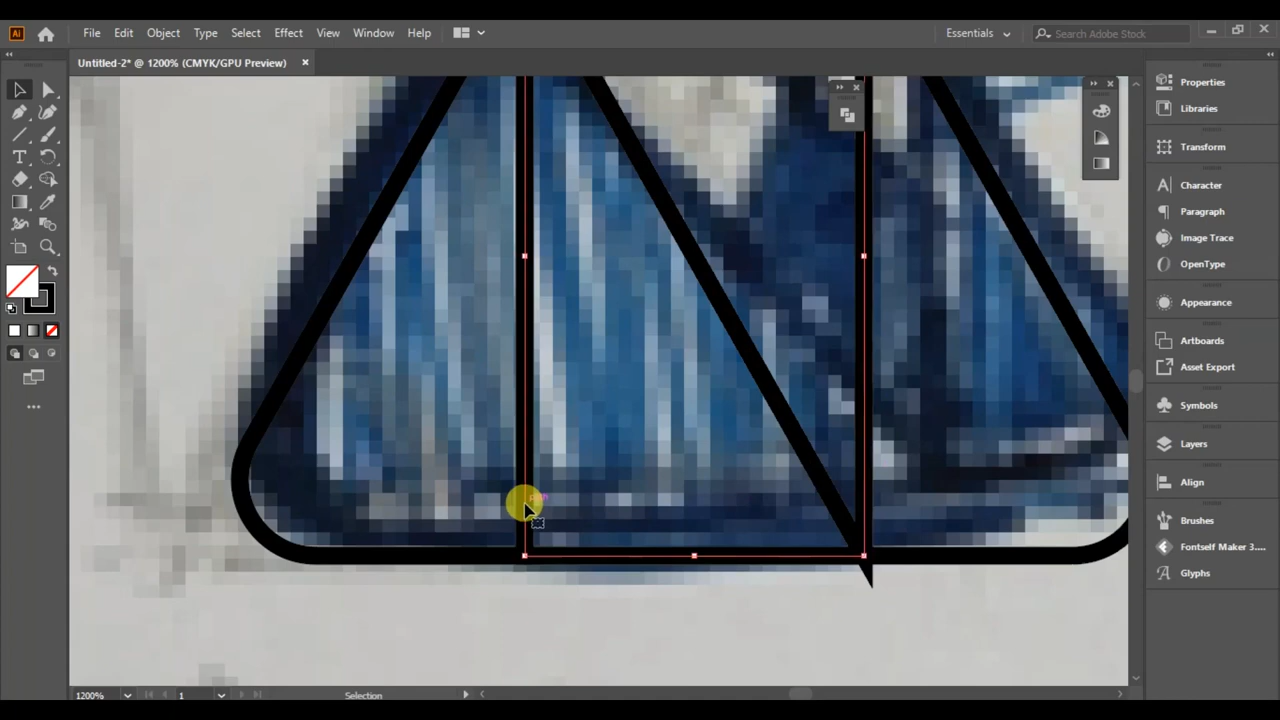 Ai File Edit Object Type Select Effect View Window Help Essentials Search Adobe Stock
Untitled-2* @ 1200% (CMYK/GPU Preview)
Properties
Libraries
Transform
Character
Paragraph
Image Trace
OpenType
Appearance
Artboards
Asset Export
Symbols
Layers
Align
Brushes
Fontself Maker 3....
Glyphs
path
1200% 1 Selection